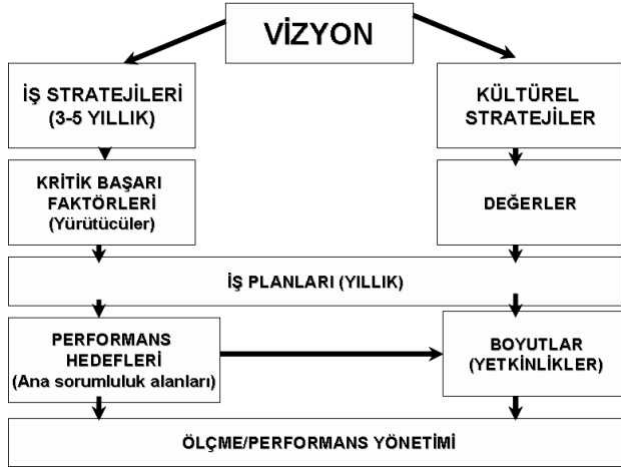 VİZYON
İŞ STRATEJİLERİ
(3-5 YILLIK)
KÜLTÜREL
STRATEJİLER
KRİTİK BAŞARI
FAKTÖRLERİ
(Yürütücüler)
DEĞERLER
İŞ PLANLARI (YILLIK)
PERFORMANS
HEDEFLERİ
(Ana sorumluluk alanları)
BOYUTLAR
(YETKİNLİKLER)
ÖLÇME/PERFORMANS YÖNETİMİ